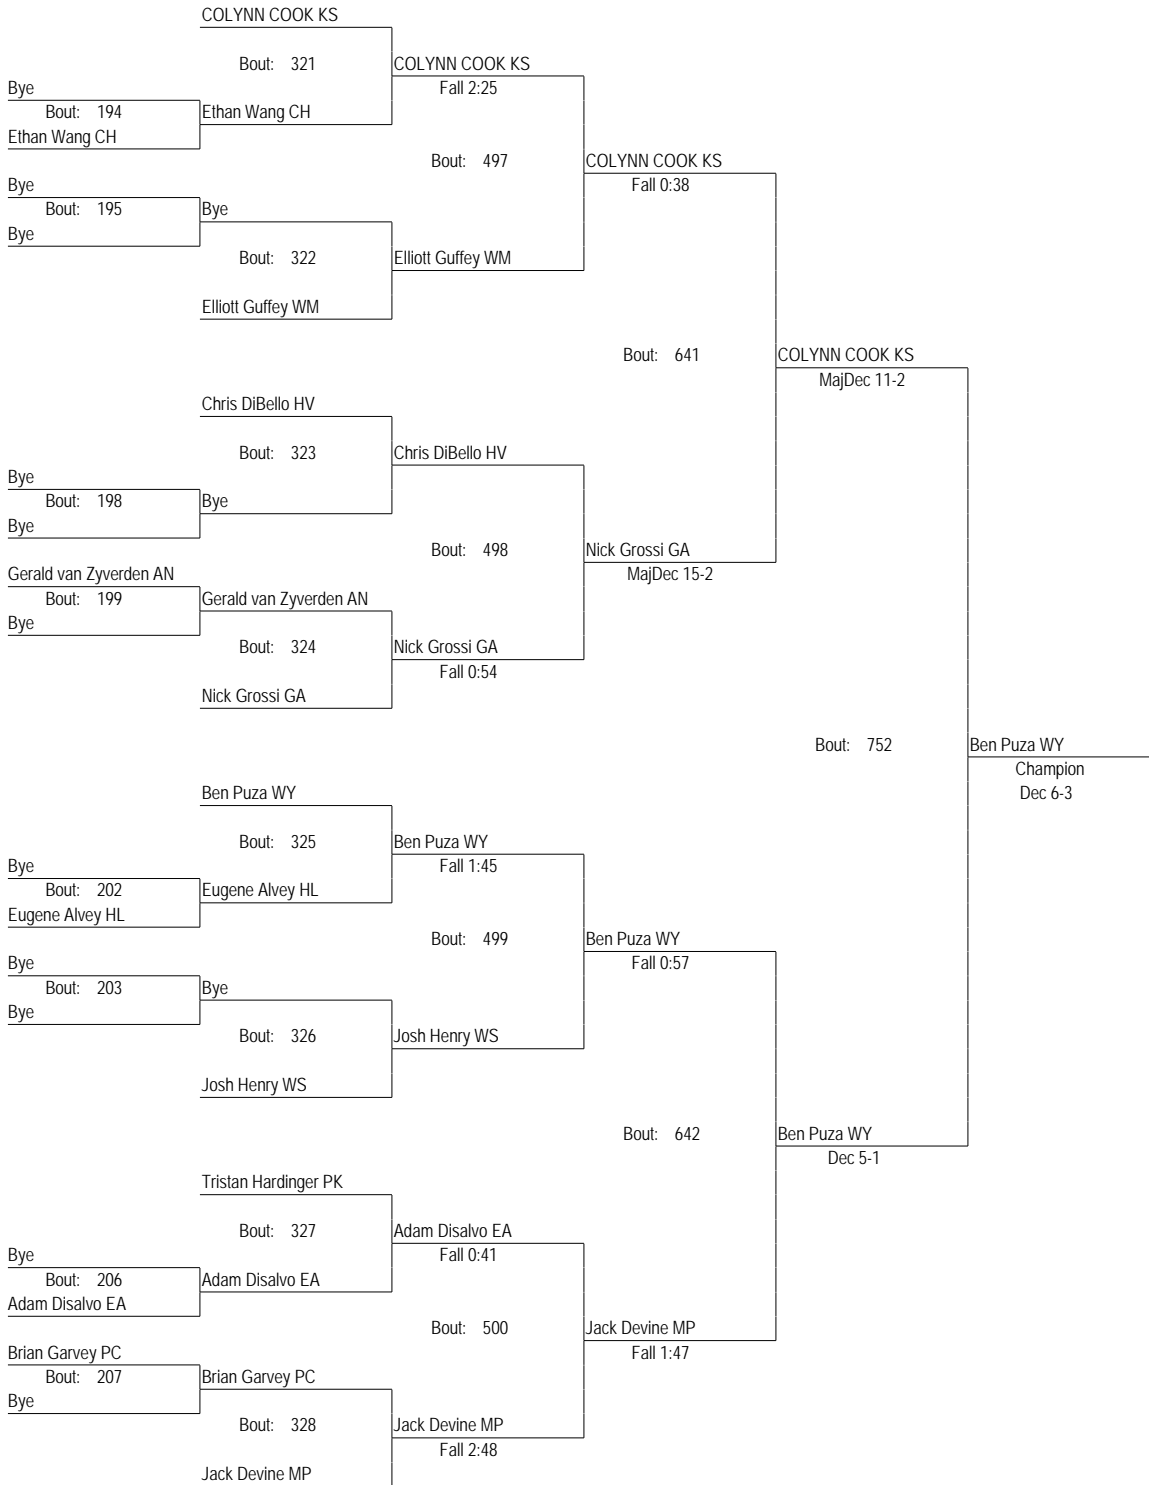 COLYNN COOK KS
Bout: 321
COLYNN COOK KS
Bye
Fall 2:25
Bout: 194
Ethan Wang CH
Ethan Wang CH
Bout: 497
COLYNN COOK KS
Bye
Fall 0:38
Bout: 195
Bye
Bye
Bout: 322
Elliott Guffey WM
Elliott Guffey WM
Bout: 641
COLYNN COOK KS
MajDec 11-2
Chris DiBello HV
Bout: 323
Chris DiBello HV
Bye
Bout: 198
Bye
Bye
Bout: 498
Nick Grossi GA
Gerald van Zyverden AN
MajDec 15-2
Bout: 199
Gerald van Zyverden AN
Bye
Bout: 324
Nick Grossi GA
Fall 0:54
Nick Grossi GA
Bout: 752
Ben Puza WY
Champion
Ben Puza WY
Dec 6-3
Bout: 325
Ben Puza WY
Bye
Fall 1:45
Bout: 202
Eugene Alvey HL
Eugene Alvey HL
Bout: 499
Ben Puza WY
Bye
Fall 0:57
Bout: 203
Bye
Bye
Bout: 326
Josh Henry WS
Josh Henry WS
Bout: 642
Ben Puza WY
Dec 5-1
Tristan Hardinger PK
Bout: 327
Adam Disalvo EA
Bye
Fall 0:41
Bout: 206
Adam Disalvo EA
Adam Disalvo EA
Bout: 500
Jack Devine MP
Brian Garvey PC
Fall 1:47
Bout: 207
Brian Garvey PC
Bye
Bout: 328
Jack Devine MP
Fall 2:48
Jack Devine MP